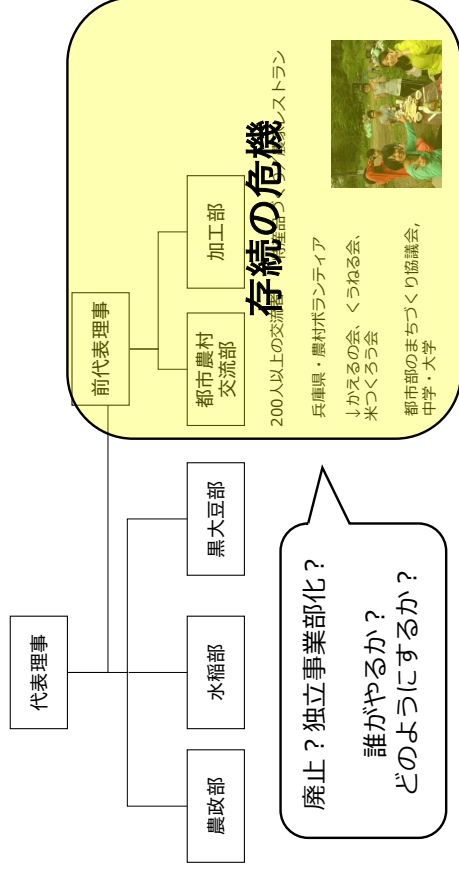 代表理事
前代表理事
農政部
水稲部
黒大豆部
都市農村
交流部
加工部
存続の危機
200人以上の交流
特産品づくり/農家レストラン
兵庫県・農村ボランティア
↓かえるの会、くうねる会、
米つくろう会
都市部のまちづくり協議会,
中学・大学
廃止?独立事業部化?
誰がやるか?
どのようにするか?